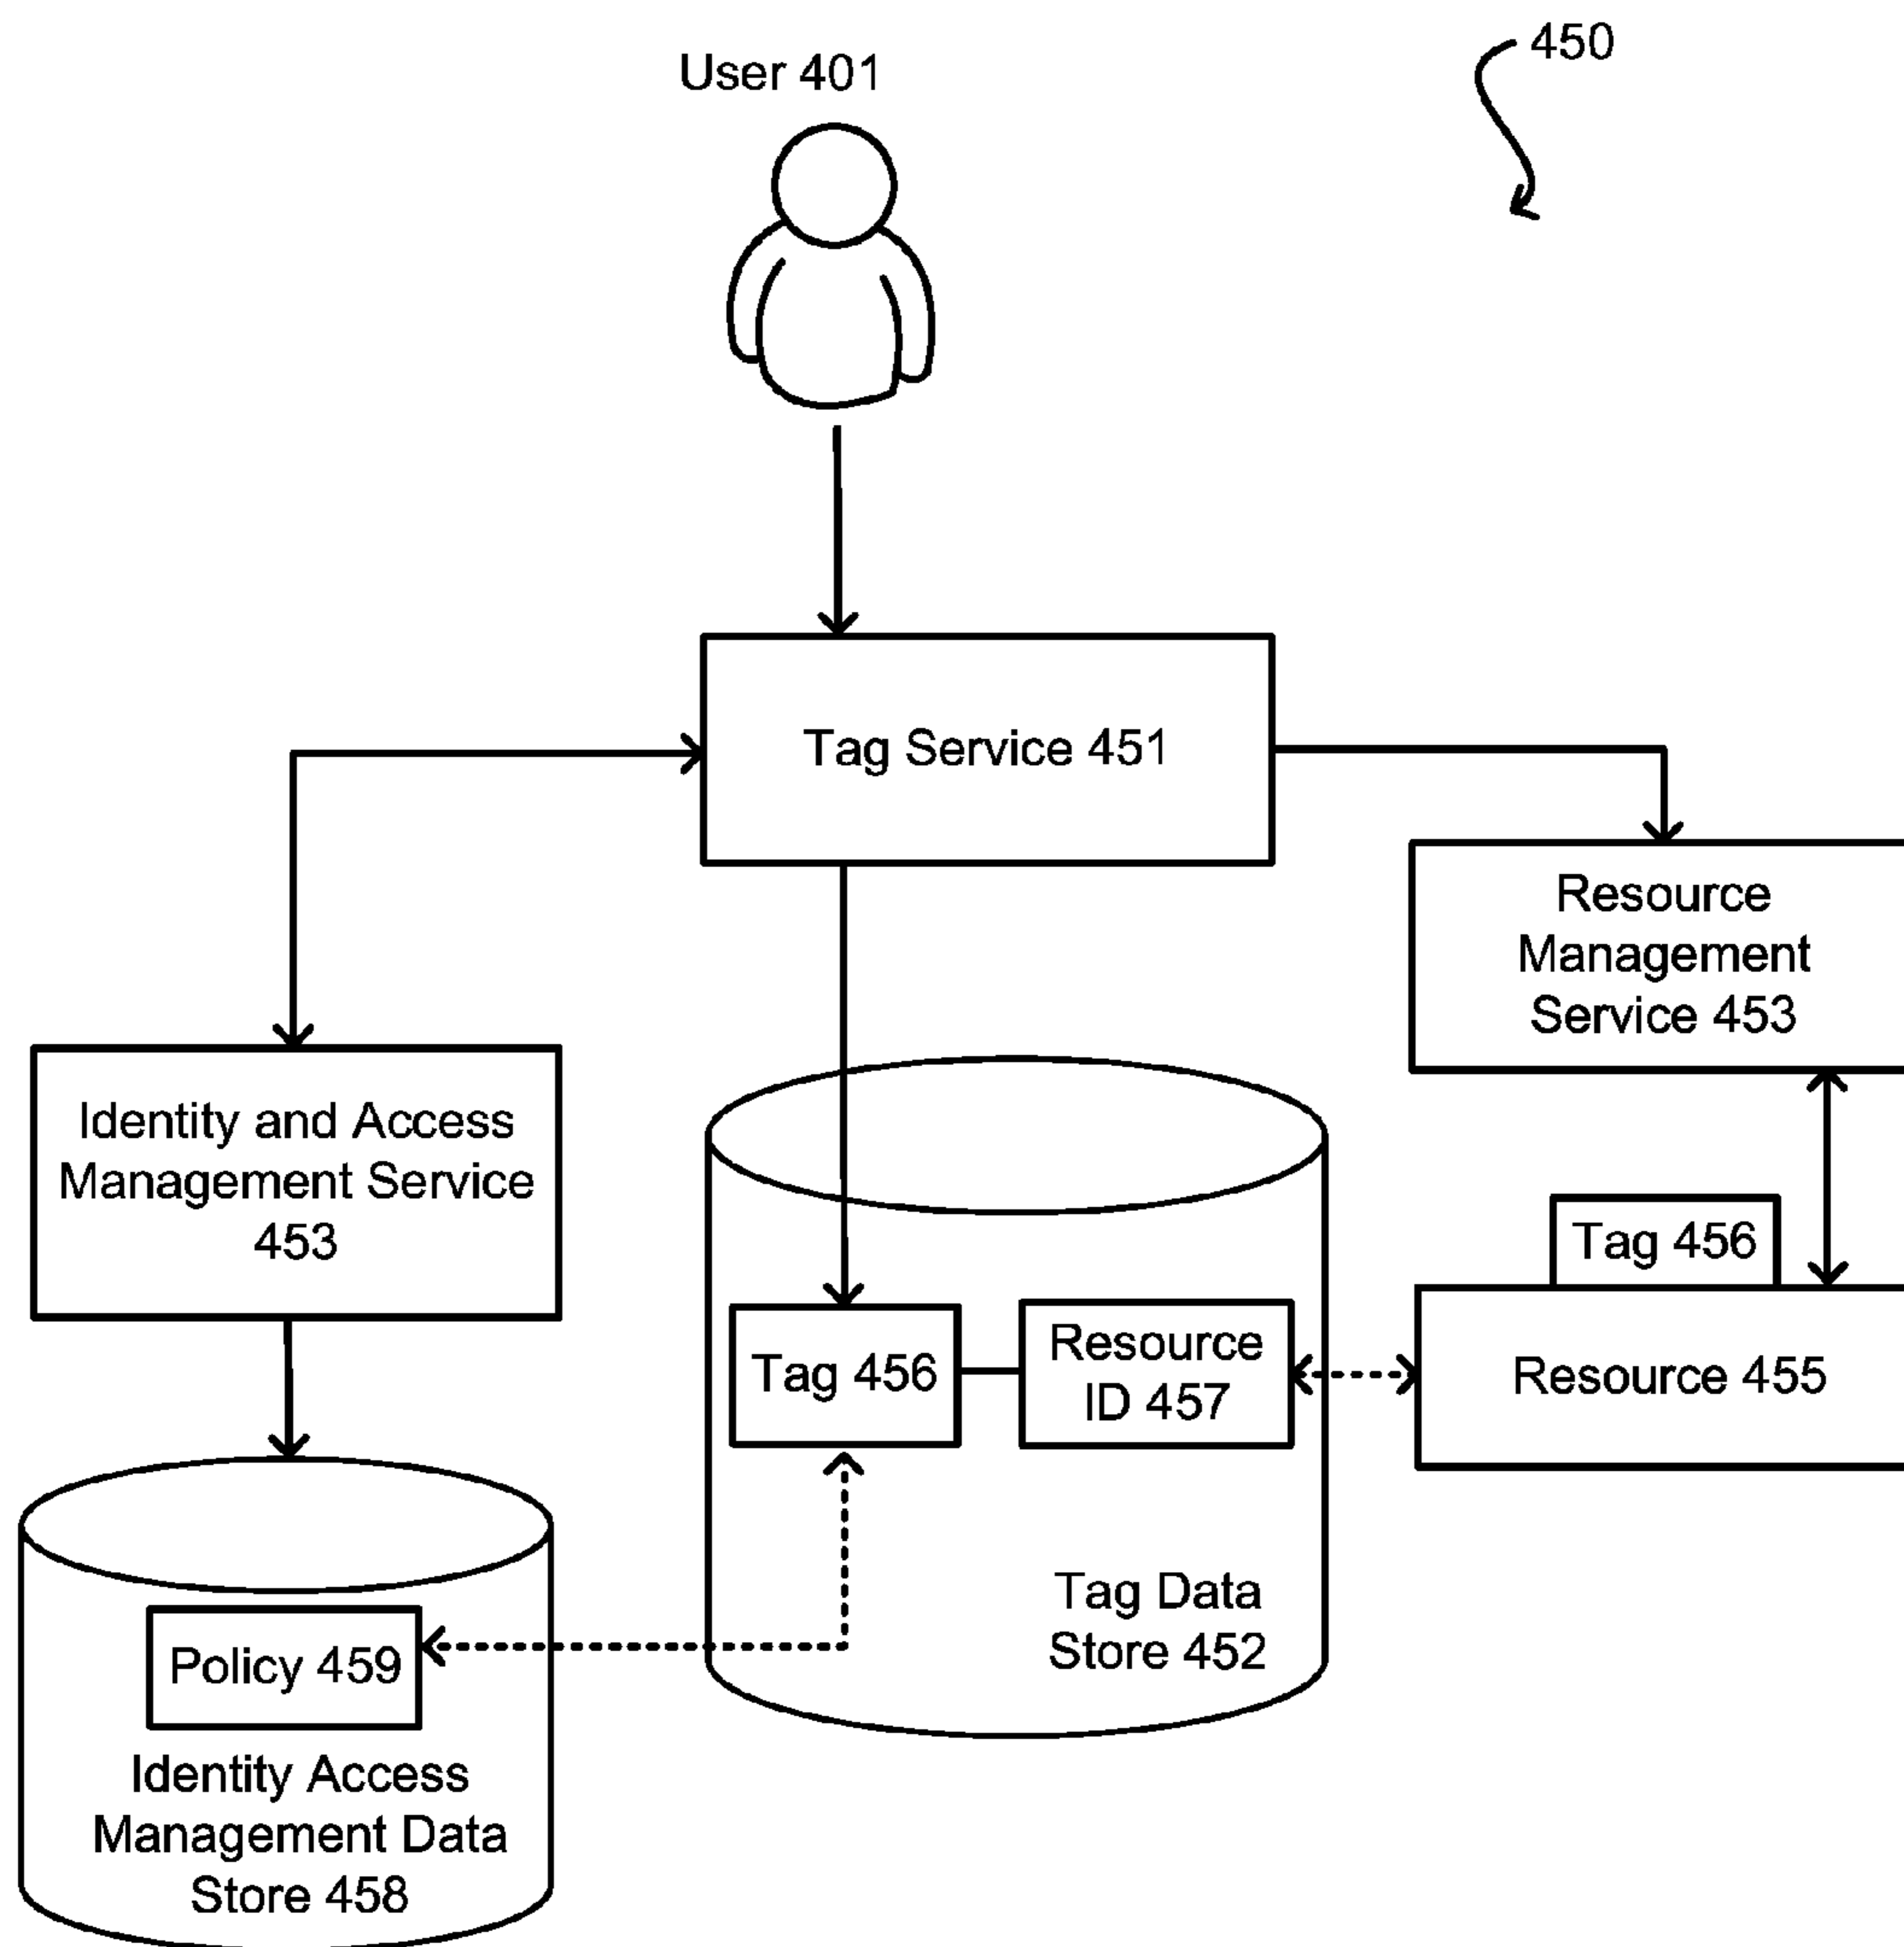 User 401
450
Tag Service 451
Resource
Management
Service 453
Identity and Access
Management Service
453
Tag 456
Tag 456
Resource
ID 457
Resource 455
Tag Data
Store 452
Policy 459
Identity Access
Management Data
Store 458